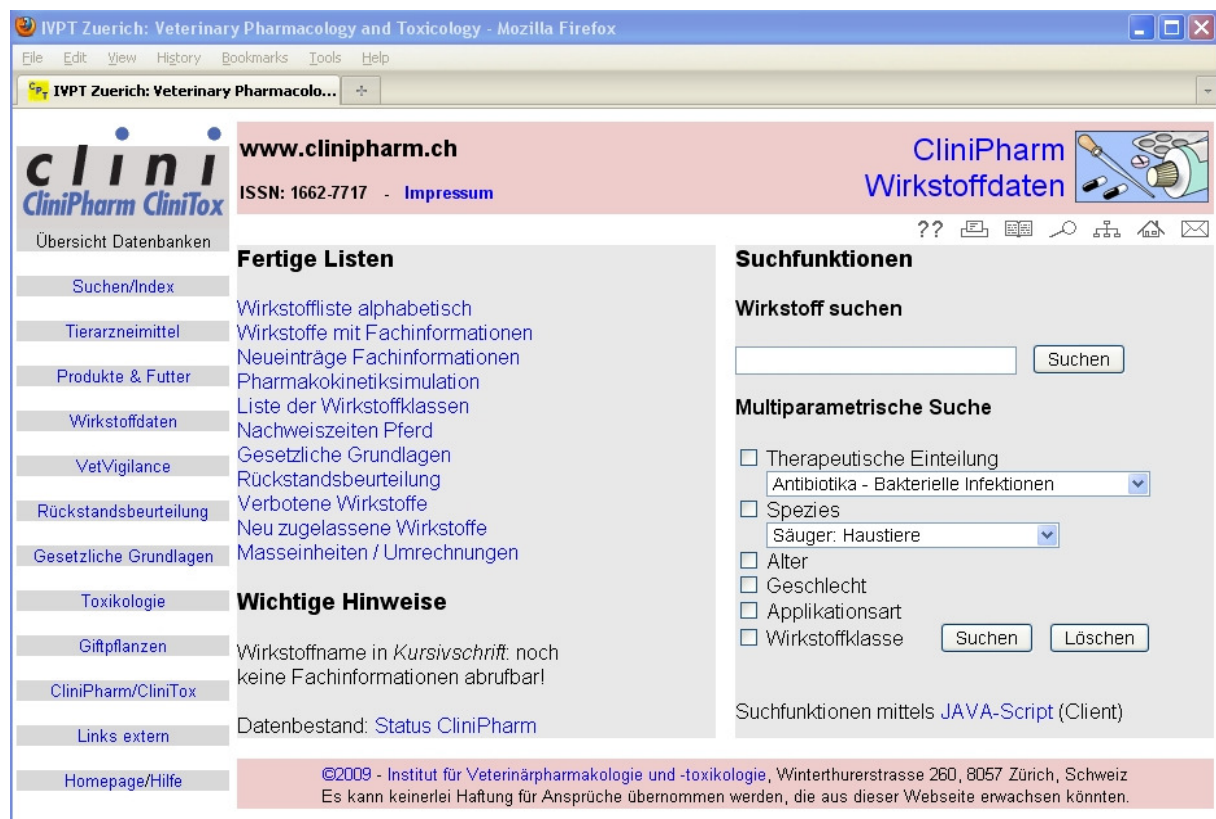 IVPT Zuerich: Veterinary Pharmacology and Toxicology - Mozilla Firefox
File Edit View History Bookmarks Tools Help
CPT IVPT Zuerich: Veterinary Pharmacolo...
clini
CliniPharm CliniTox
www.clinipharm.ch
ISSN: 1662-7717 - Impressum
CliniPharm
Wirkstoffdaten
??
Übersicht Datenbanken
Suchen/Index
Tierarzneimittel
Produkte & Futter
Wirkstoffdaten
VetVigilance
Rückstandsbeurteilung
Gesetzliche Grundlagen
Toxikologie
Giftpflanzen
CliniPharm/CliniTox
Links extern
Homepage/Hilfe
Fertige Listen
Wirkstoffliste alphabetisch
Wirkstoffe mit Fachinformationen
Neueinträge Fachinformationen
Pharmakokinetiksimulation
Liste der Wirkstoffklassen
Nachweiszeiten Pferd
Gesetzliche Grundlagen
Rückstandsbeurteilung
Verbotene Wirkstoffe
Neu zugelassene Wirkstoffe
Masseinheiten / Umrechnungen
Wichtige Hinweise
Wirkstoffname in Kursivschrift: noch
keine Fachinformationen abrufbar!
Datenbestand: Status CliniPharm
Suchfunktionen
Wirkstoff suchen
Suchen
Multiparametrische Suche
Therapeutische Einteilung
Antibiotika - Bakterielle Infektionen
Spezies
Säuger: Haustiere
Alter
Geschlecht
Applikationsart
Wirkstoffklasse Suchen Löschen
Suchfunktionen mittels JAVA-Script (Client)
©2009 - Institut für Veterinärpharmakologie und -toxikologie, Winterthurerstrasse 260, 8057 Zürich, Schweiz
Es kann keinerlei Haftung für Ansprüche übernommen werden, die aus dieser Webseite erwachsen könnten.